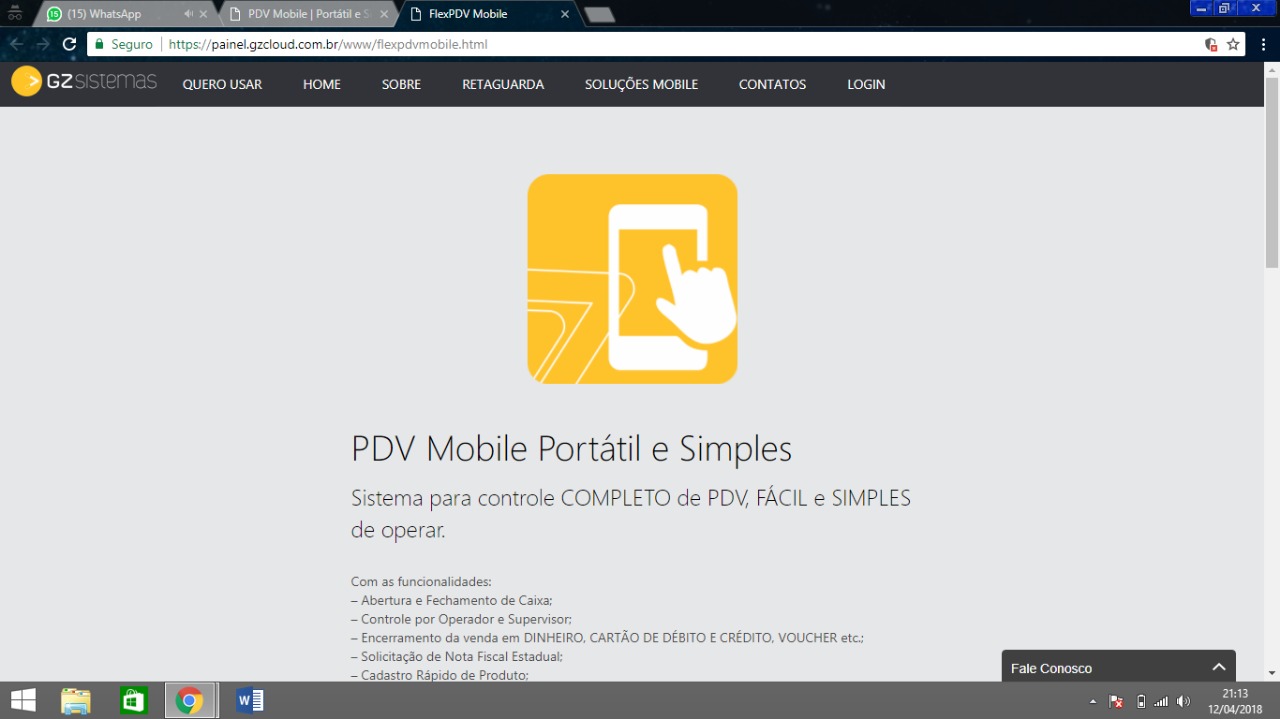 (15) WhatsApp
PDV Mobile | Portátil e S
FlexPDV Mobile
Seguro
https://painel.gzcloud.com.br/www/flexpdvmobile.html
GZsistemas
QUERO USAR
HOME
SOBRE
RETAGUARDA
SOLUÇÕES MOBILE
CONTATOS
LOGIN
PDV Mobile Portátil e Simples
Sistema para controle COMPLETO de PDV, FÁCIL e SIMPLES
de operar.
Com as funcionalidades:
– Abertura e Fechamento de Caixa;
– Controle por Operador e Supervisor;
– Encerramento da venda em DINHEIRO, CARTÃO DE DÉBITO E CRÉDITO, VOUCHER etc.;
– Solicitação de Nota Fiscal Estadual;
– Cadastro Rápido de Produto;
Fale Conosco
21:13
12/04/2018